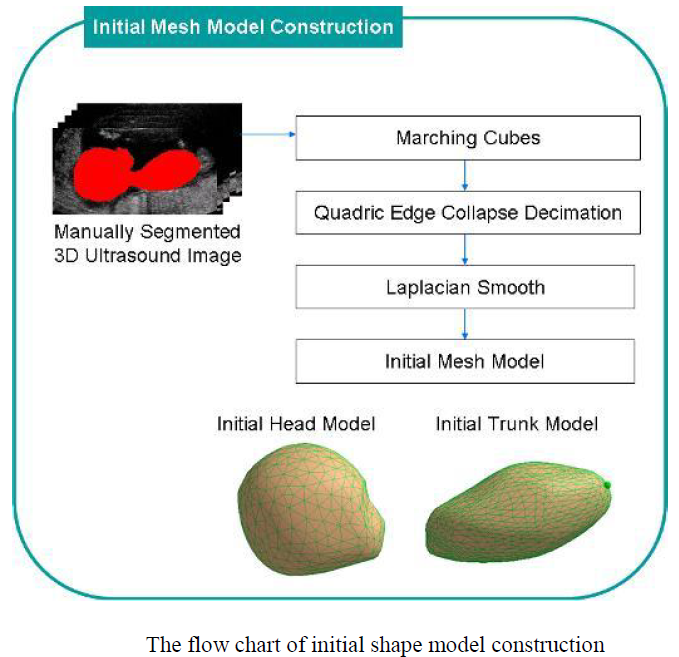 Initial Mesh Model Construction
Marching Cubes
Quadric Edge Collapse Decimation
Manually Segmented
3D Ultrasound Image
Laplacian Smooth
Initial Mesh Model
Initial Head Model
Initial Trunk Model
The flow chart of initial shape model construction